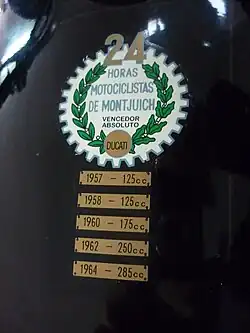 24
HORAS
MOTOCICLISTAS
DE MONTJUICH
VENCEDOR
ABSOLUTO
DUCATI
1957 - 125cc.
1958 - 125cc.
1960 - 175cc.
1962 - 250cc.
1964 - 285cc.